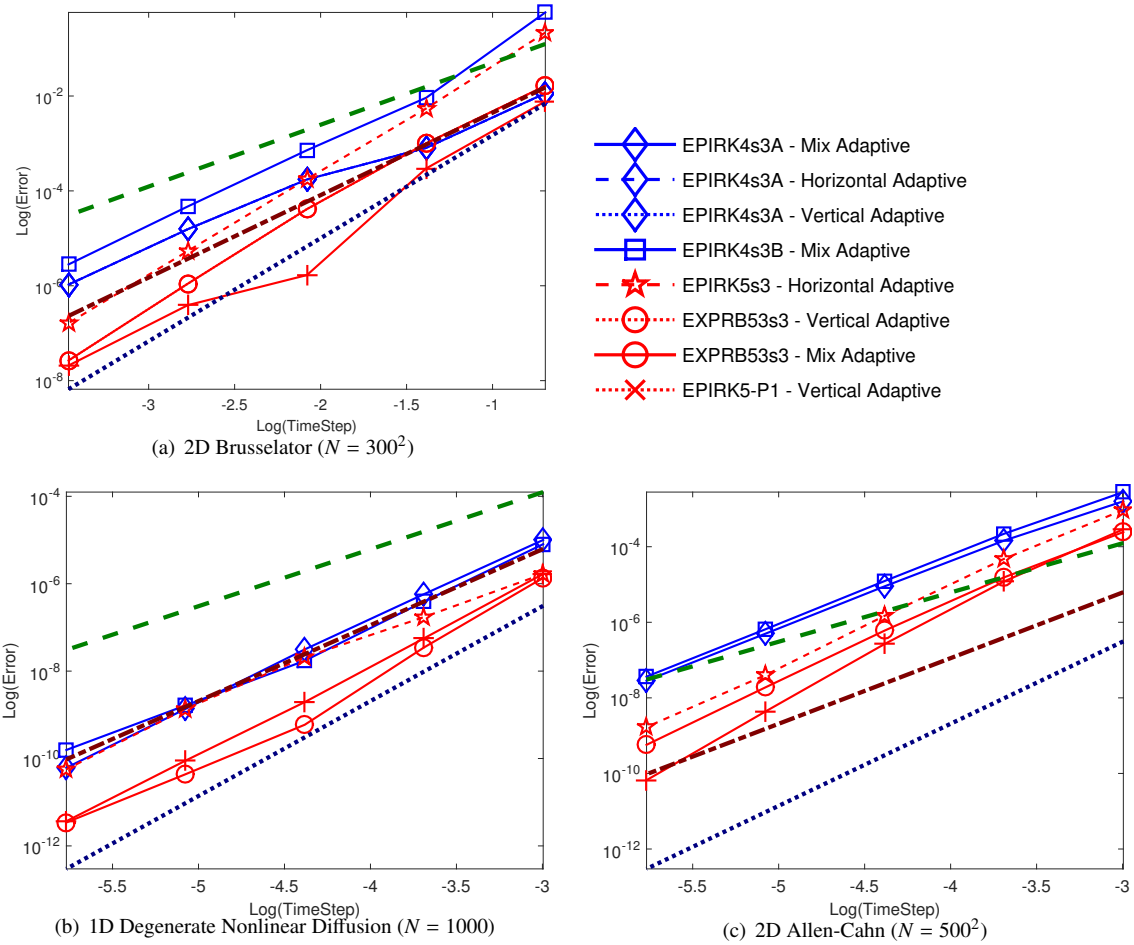 10^-2
10^-4
10^-6
10^-8
Log(Error)
-3
-2.5
-2
-1.5
-1
Log(TimeStep)
(a) 2D Brusselator (N = 300^2)
EPIRK4s3A - Mix Adaptive
EPIRK4s3A - Horizontal Adaptive
EPIRK4s3A - Vertical Adaptive
EPIRK4s3B - Mix Adaptive
EPIRK5s3 - Horizontal Adaptive
EXPRB53s3 - Vertical Adaptive
EXPRB53s3 - Mix Adaptive
EPIRK5-P1 - Vertical Adaptive
10^-4
10^-6
10^-8
10^-10
10^-12
Log(Error)
-5.5
-5
-4.5
-4
-3.5
-3
Log(TimeStep)
(b) 1D Degenerate Nonlinear Diffusion (N = 1000)
10^-4
10^-6
10^-8
10^-10
10^-12
Log(Error)
-5.5
-5
-4.5
-4
-3.5
-3
Log(TimeStep)
(c) 2D Allen-Cahn (N = 500^2)